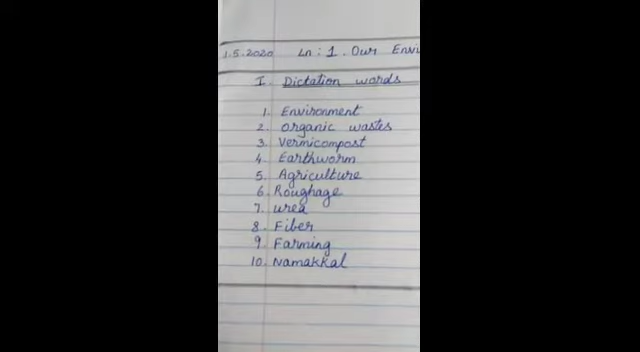 1.5.2020 Ln : 1. Our
I. Dictation words
1. Environment
2. organic wastes
3. Vermicompost
4. Earthworm
5. Agriculture
6. Roughage
7. urea
8. Fiber
9. Farming
10. Namakkal